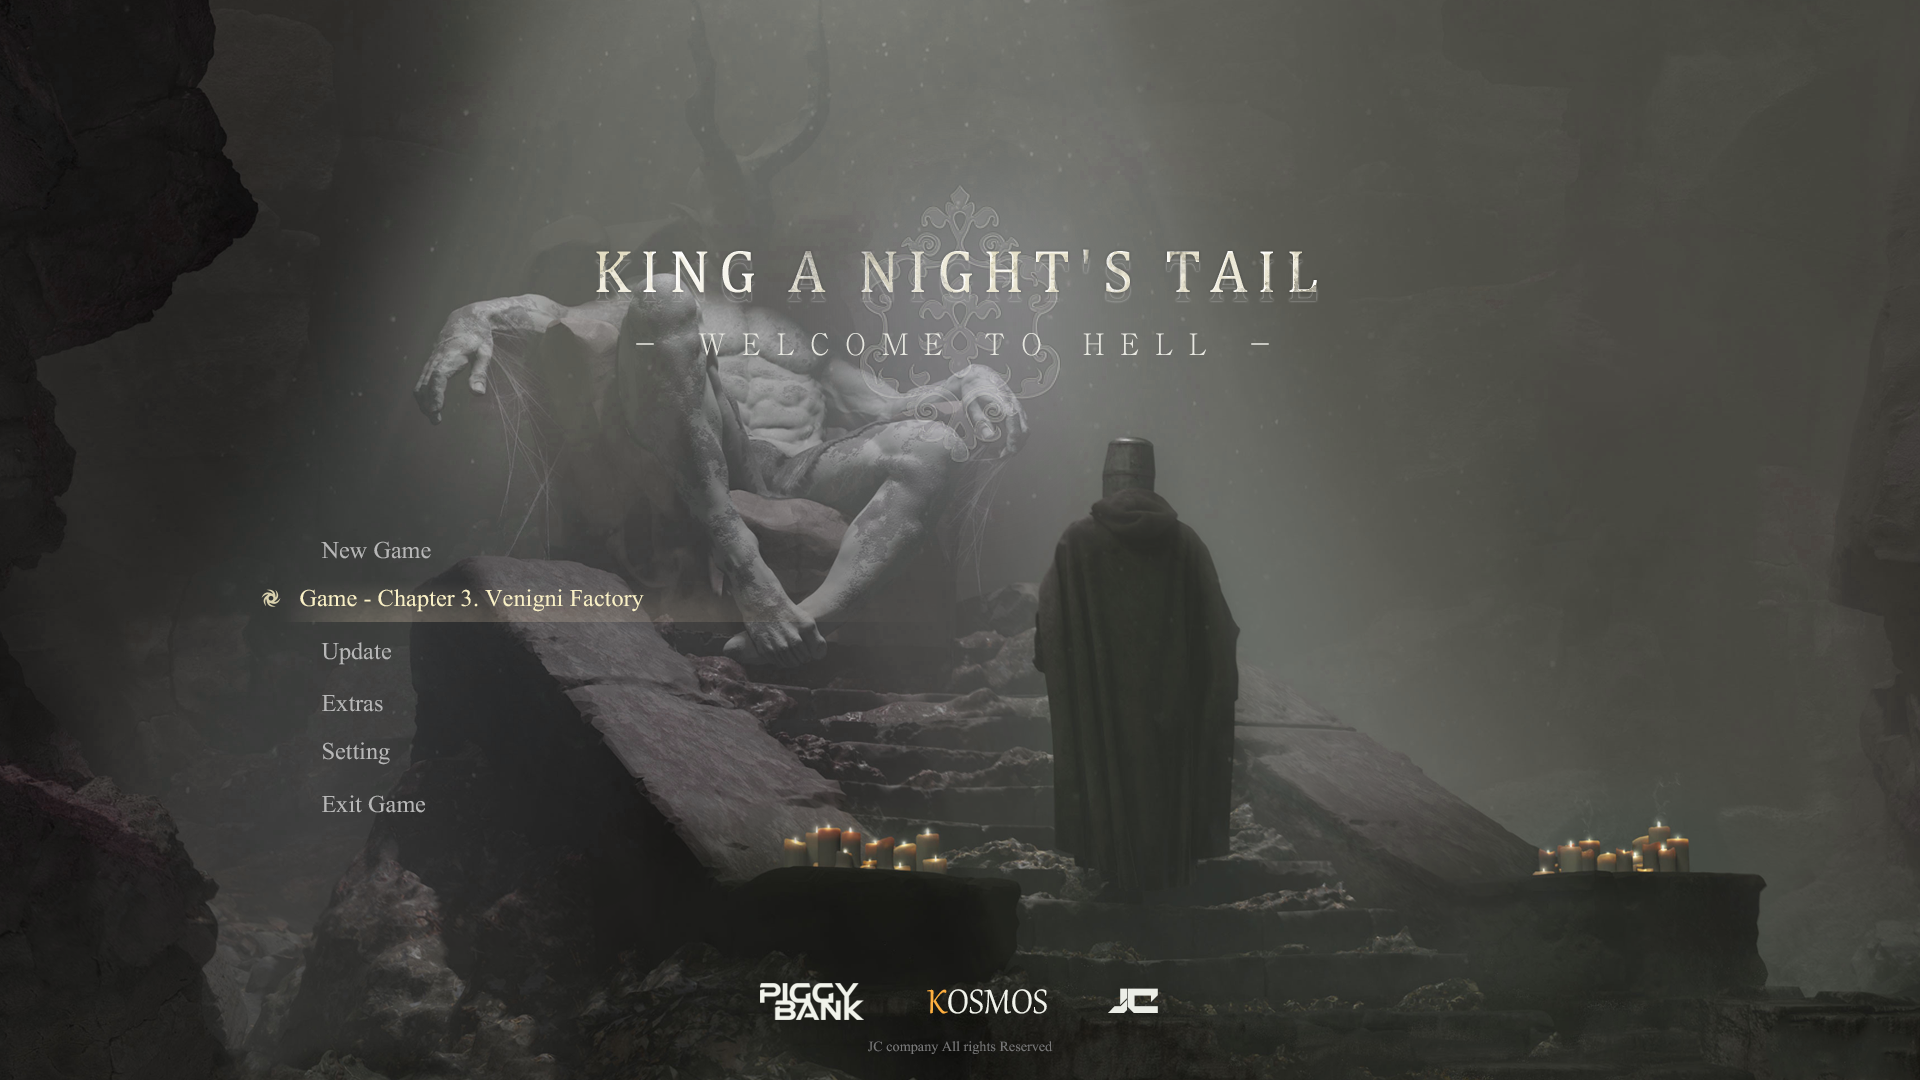 KING A NIGHT'S TAIL
- WELCOME TO HELL -
New Game
Game - Chapter 3. Venigni Factory
Update
Extras
Setting
Exit Game
PIGGY
BANK
KOSMOS
JC
JC company All rights Reserved